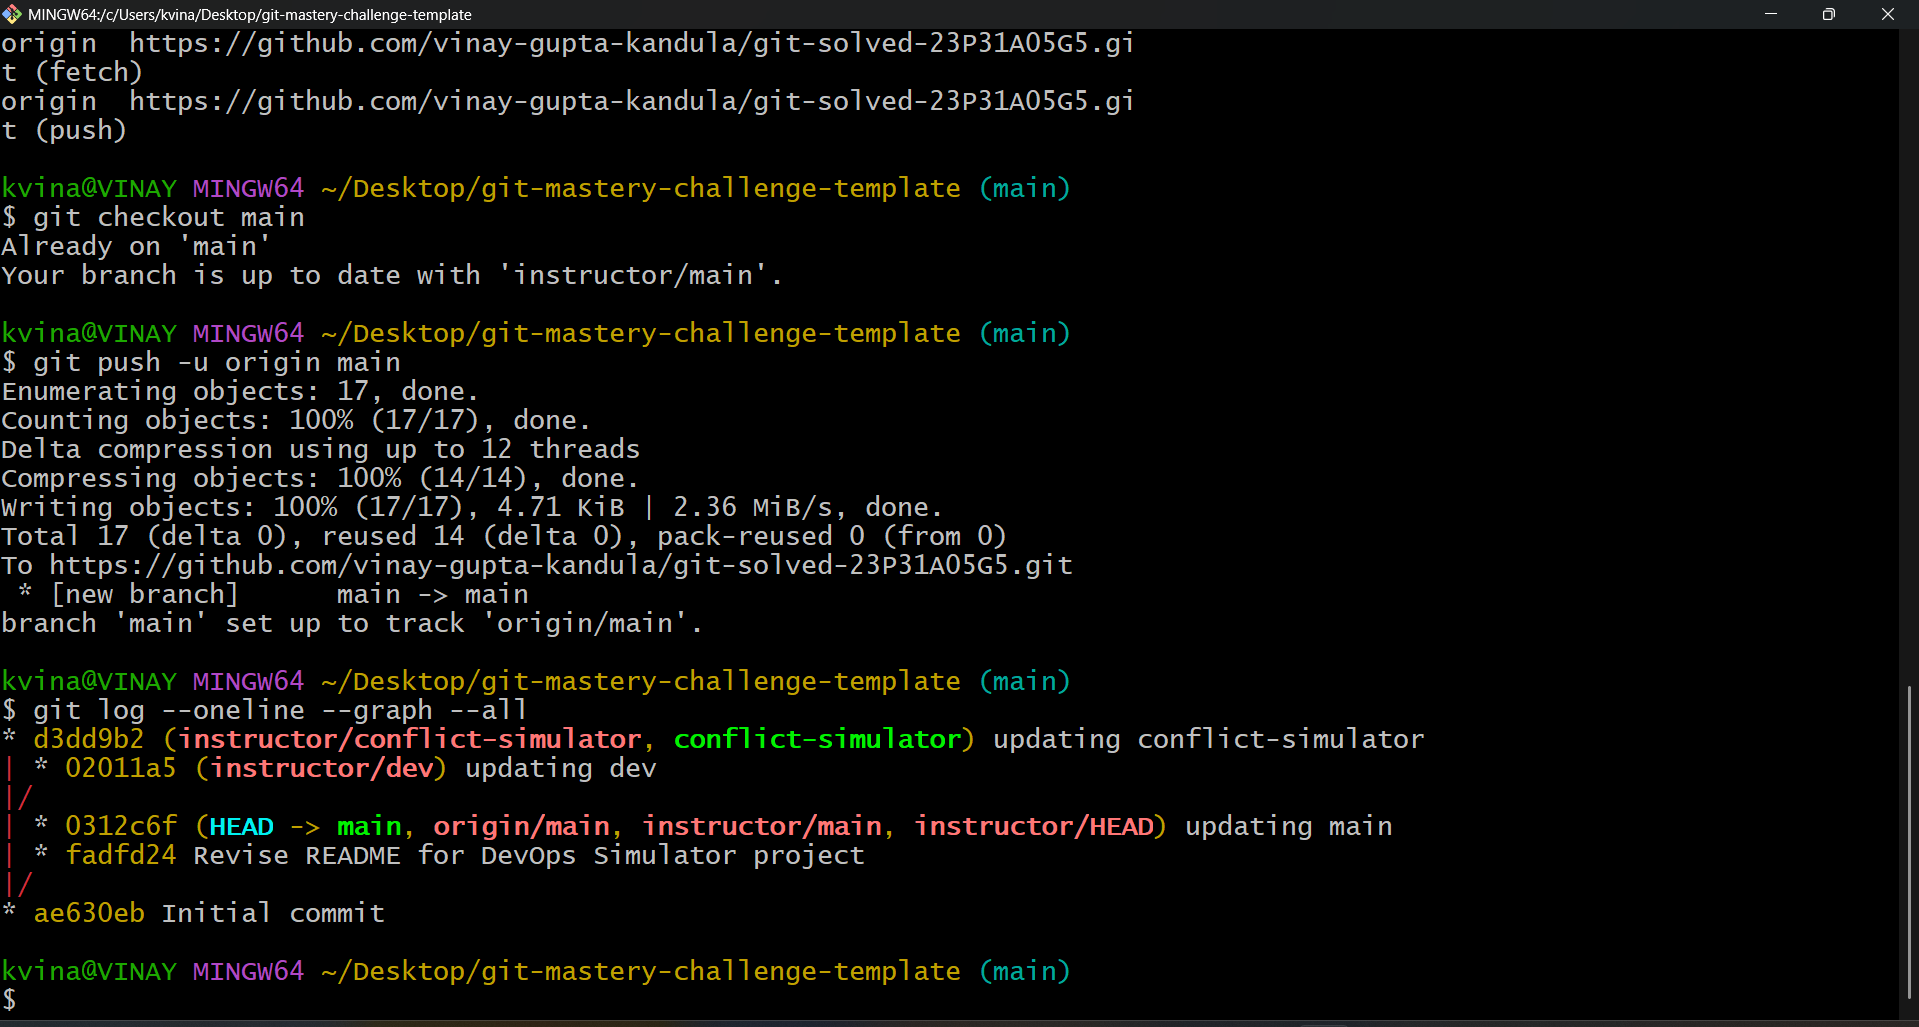 MINGW64:/c/Users/kvina/Desktop/git-mastery-challenge-template
origin  https://github.com/vinay-gupta-kandula/git-solved-23P31A05G5.gi
t (fetch)
origin  https://github.com/vinay-gupta-kandula/git-solved-23P31A05G5.gi
t (push)
kvina@VINAY MINGW64 ~/Desktop/git-mastery-challenge-template (main)
$ git checkout main
Already on 'main'
Your branch is up to date with 'instructor/main'.
kvina@VINAY MINGW64 ~/Desktop/git-mastery-challenge-template (main)
$ git push -u origin main
Enumerating objects: 17, done.
Counting objects: 100% (17/17), done.
Delta compression using up to 12 threads
Compressing objects: 100% (14/14), done.
Writing objects: 100% (17/17), 4.71 KiB | 2.36 MiB/s, done.
Total 17 (delta 0), reused 14 (delta 0), pack-reused 0 (from 0)
To https://github.com/vinay-gupta-kandula/git-solved-23P31A05G5.git
 * [new branch]      main -> main
branch 'main' set up to track 'origin/main'.
kvina@VINAY MINGW64 ~/Desktop/git-mastery-challenge-template (main)
$ git log --oneline --graph --all
* d3dd9b2 (instructor/conflict-simulator, conflict-simulator) updating conflict-simulator
| * 02011a5 (instructor/dev) updating dev
|/
| * 0312c6f (HEAD -> main, origin/main, instructor/main, instructor/HEAD) updating main
| * fadfd24 Revise README for DevOps Simulator project
|/
* ae630eb Initial commit
kvina@VINAY MINGW64 ~/Desktop/git-mastery-challenge-template (main)
$